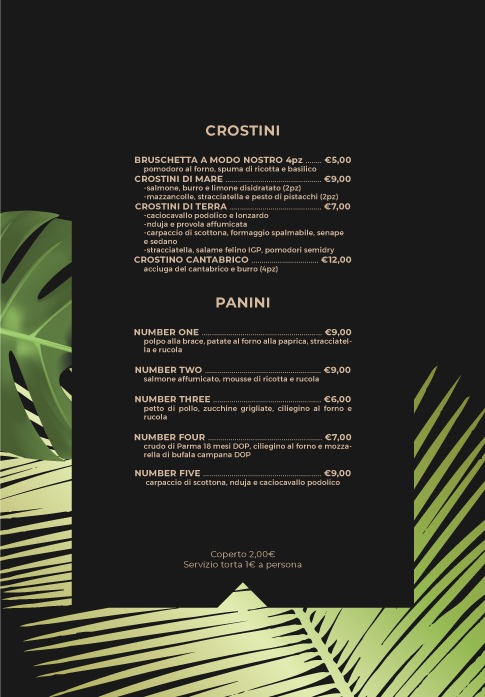 CROSTINI
BRUSCHETTA A MODO NOSTRO 4pz ....... €5,00
pomodoro al forno, spuma di ricotta e basilico
CROSTINI DI MARE ........................................ €9,00
-salmone, burro e limone disidratato (2pz)
-mazzancolle, stracciatella e pesto di pistacchi (2pz)
CROSTINI DI TERRA ...................................... €7,00
-caciocavallo podolico e lonzardo
-nduja e provola affumicata
-carpaccio di scottona, formaggio spalmabile, senape
e sedano
-stracciatella, salame felino IGP, pomodori semidry
CROSTINO CANTABRICO ............................ €12,00
acciuga del cantabrico e burro (4pz)
PANINI
NUMBER ONE ................................................. €9,00
polpo alla brace, patate al forno alla paprica, stracciatel-
la e rucola
NUMBER TWO ................................................ €9,00
salmone affumicato, mousse di ricotta e rucola
NUMBER THREE ............................................. €6,00
petto di pollo, zucchine grigliate, ciliegino al forno e
rucola
NUMBER FOUR ............................................... €7,00
crudo di Parma 18 mesi DOP, ciliegino al forno e mozza-
rella di bufala campana DOP
NUMBER FIVE ................................................ €9,00
carpaccio di scottona, nduja e caciocavallo podolico
Coperto 2,00€
Servizio torta 1€ a persona